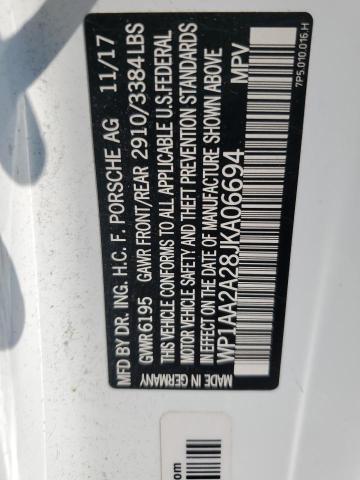 MFD BY DR. ING. H.C. F. PORSCHE AG 11/17
GWR 6195 GAWR FRONT/REAR 2910/3384 LBS
THIS VEHICLE CONFORMS TO ALL APPLICABLE U.S. FEDERAL
MOTOR VEHICLE SAFETY AND THEFT PREVENTION STANDARDS
IN EFFECT ON THE DATE OF MANUFACTURE SHOWN ABOVE
WP1AA2A28JKA06694 MPV
MADE IN GERMANY
7P5.010.016.H
com